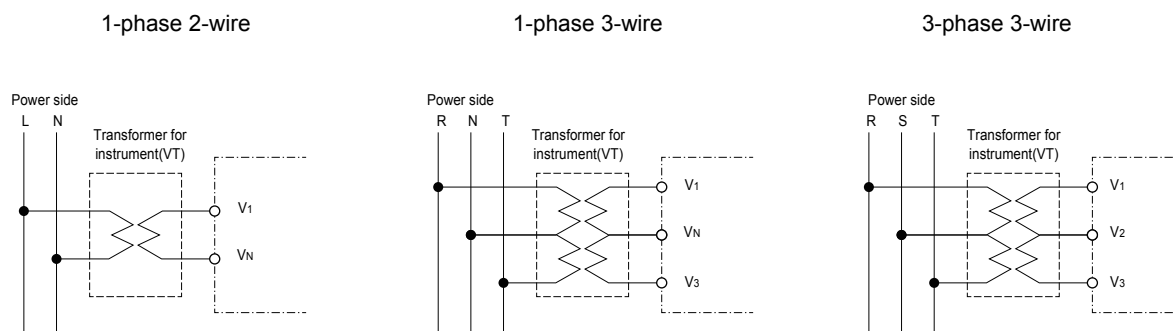 1-phase 2-wire
Power side
L N
Transformer for
instrument(VT)
V1
VN
1-phase 3-wire
Power side
R N T
Transformer for
instrument(VT)
V1
VN
V3
3-phase 3-wire
Power side
R S T
Transformer for
instrument(VT)
V1
V2
V3